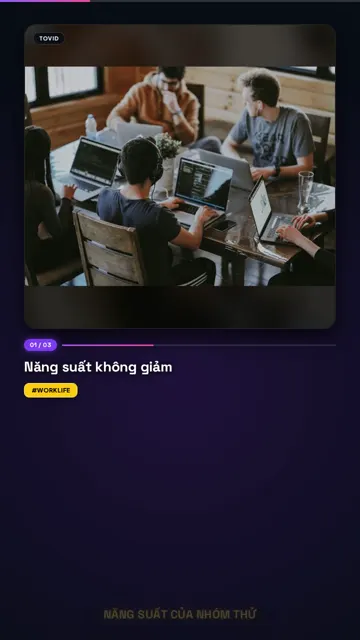 TOVID
01 / 03
Năng suất không giảm
#WORKLIFE
NĂNG SUẤT CỦA NHÓM THỬ